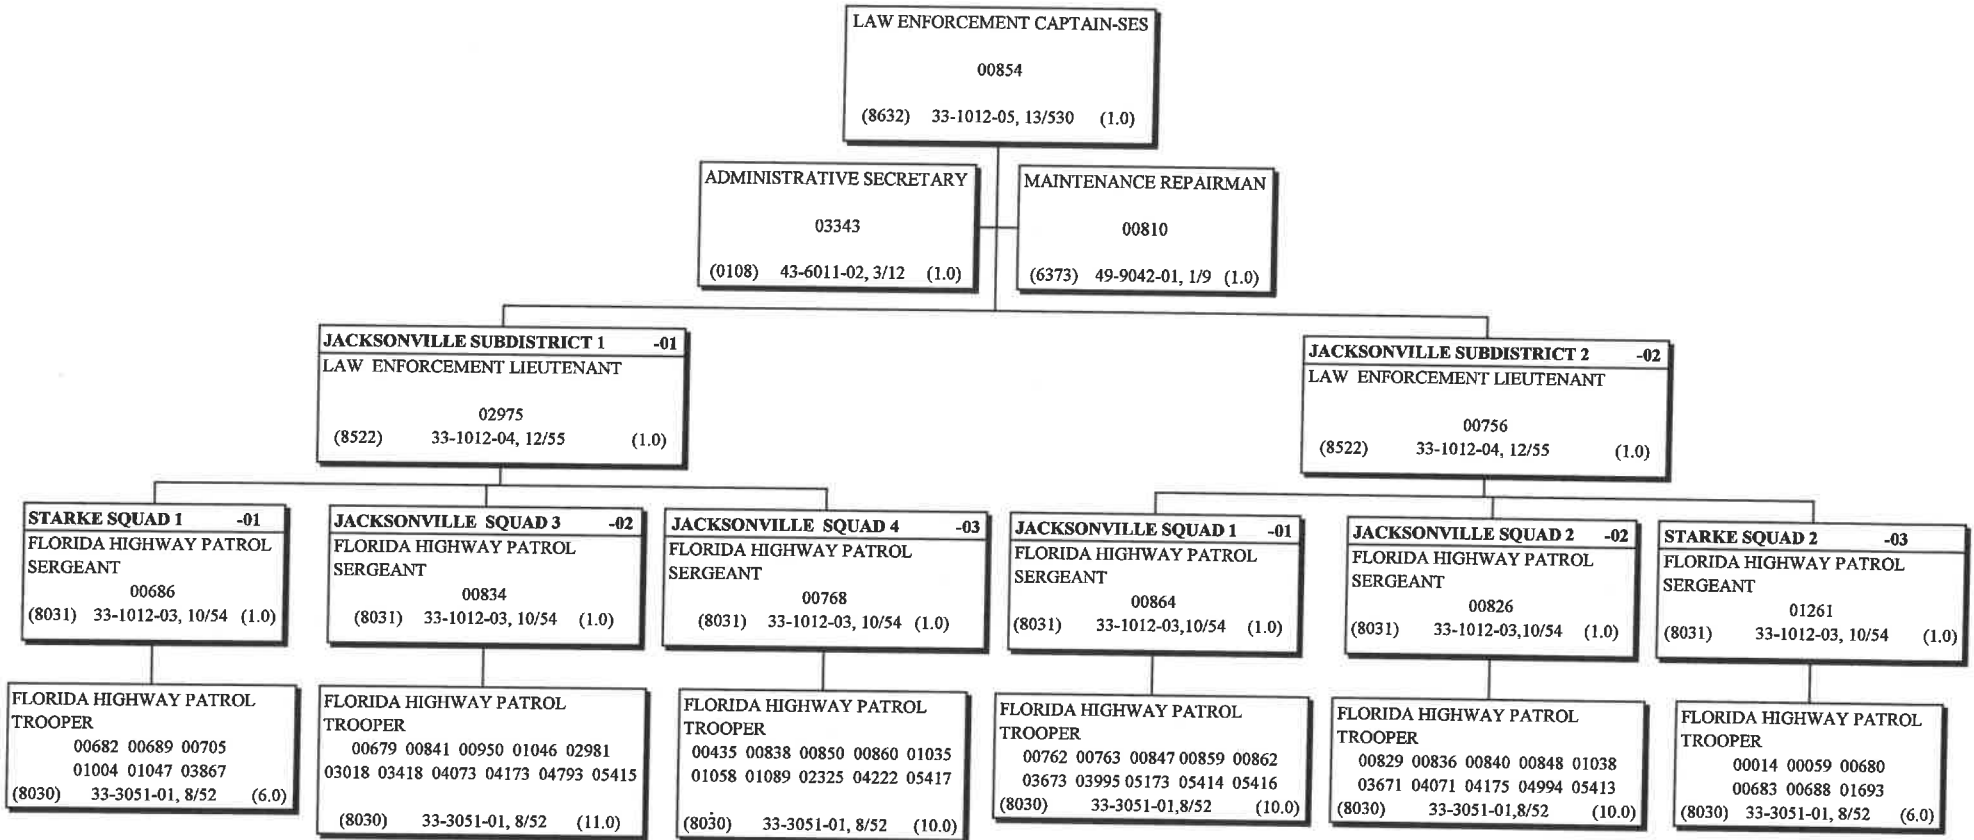 LAW ENFORCEMENT CAPTAIN-SES
00854
(8632) 33-1012-05, 13/530 (1.0)
ADMINISTRATIVE SECRETARY
03343
(0108) 43-6011-02, 3/12 (1.0)
MAINTENANCE REPAIRMAN
00810
(6373) 49-9042-01, 1/9 (1.0)
JACKSONVILLE SUBDISTRICT 1 -01
LAW ENFORCEMENT LIEUTENANT
02975
(8522) 33-1012-04, 12/55 (1.0)
JACKSONVILLE SUBDISTRICT 2 -02
LAW ENFORCEMENT LIEUTENANT
00756
(8522) 33-1012-04, 12/55 (1.0)
STARKE SQUAD 1 -01
FLORIDA HIGHWAY PATROL
SERGEANT
00686
(8031) 33-1012-03, 10/54 (1.0)
JACKSONVILLE SQUAD 3 -02
FLORIDA HIGHWAY PATROL
SERGEANT
00834
(8031) 33-1012-03, 10/54 (1.0)
JACKSONVILLE SQUAD 4 -03
FLORIDA HIGHWAY PATROL
SERGEANT
00768
(8031) 33-1012-03, 10/54 (1.0)
JACKSONVILLE SQUAD 1 -01
FLORIDA HIGHWAY PATROL
SERGEANT
00864
(8031) 33-1012-03,10/54 (1.0)
JACKSONVILLE SQUAD 2 -02
FLORIDA HIGHWAY PATROL
SERGEANT
00826
(8031) 33-1012-03,10/54 (1.0)
STARKE SQUAD 2 -03
FLORIDA HIGHWAY PATROL
SERGEANT
01261
(8031) 33-1012-03, 10/54 (1.0)
FLORIDA HIGHWAY PATROL
TROOPER
00682 00689 00705
01004 01047 03867
(8030) 33-3051-01, 8/52 (6.0)
FLORIDA HIGHWAY PATROL
TROOPER
00679 00841 00950 01046 02981
03018 03418 04073 04173 04793 05415
(8030) 33-3051-01, 8/52 (11.0)
FLORIDA HIGHWAY PATROL
TROOPER
00435 00838 00850 00860 01035
01058 01089 02325 04222 05417
(8030) 33-3051-01, 8/52 (10.0)
FLORIDA HIGHWAY PATROL
TROOPER
00762 00763 00847 00859 00862
03673 03995 05173 05414 05416
(8030) 33-3051-01,8/52 (10.0)
FLORIDA HIGHWAY PATROL
TROOPER
00829 00836 00840 00848 01038
03671 04071 04175 04994 05413
(8030) 33-3051-01,8/52 (10.0)
FLORIDA HIGHWAY PATROL
TROOPER
00014 00059 00680
00683 00688 01693
(8030) 33-3051-01, 8/52 (6.0)